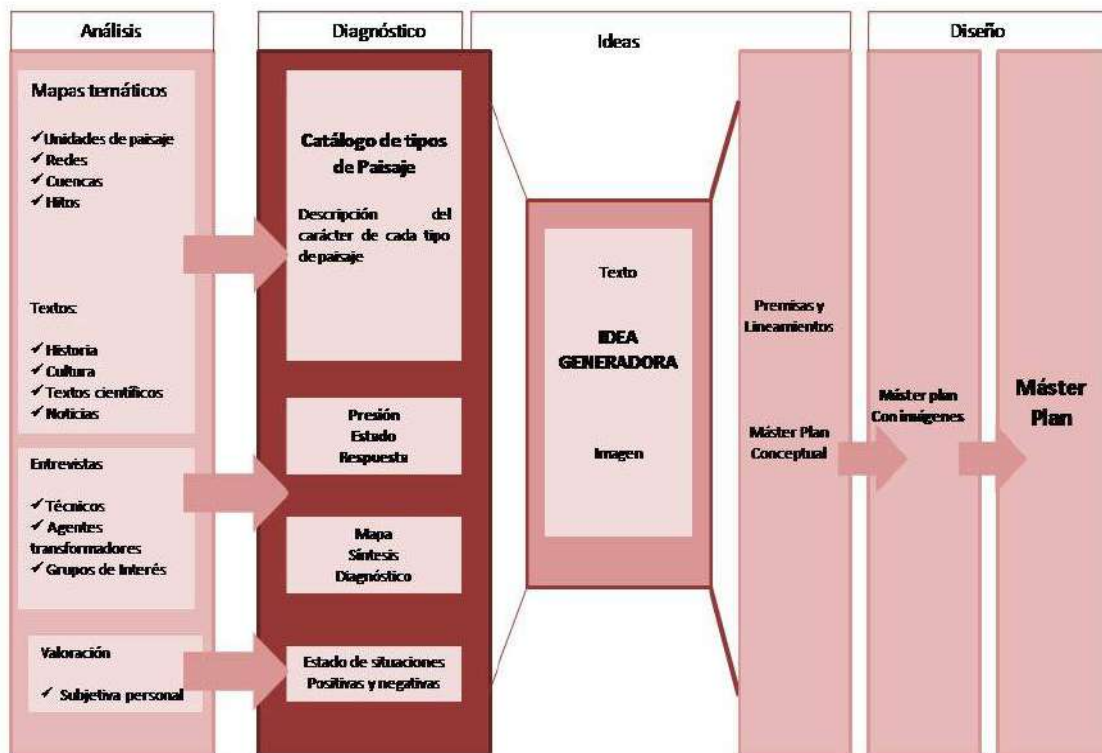 Análisis
Mapas temáticos
✓Unidades de paisaje
✓Redes
✓Cuencas
✓Hitos
Textos:
✓Historia
✓Cultura
✓Textos científicos
✓Noticias
Entrevistas
✓Técnicos
✓Agentes
transformadores
✓Grupos de Interés
Valoración
✓ Subjetiva personal
Diagnóstico
Catálogo de tipos
de Paisaje
Descripción del
carácter de cada tipo
de paisaje
Presión
Estado
Respuesta
Mapa
Síntesis
Diagnóstico
Estado de situaciones
Positivas y negativas
Ideas
Texto
IDEA
GENERADORA
Imagen
Premisas y
Lineamientos
Máster Plan
Conceptual
Diseño
Máster plan
Con imágenes
Máster
Plan